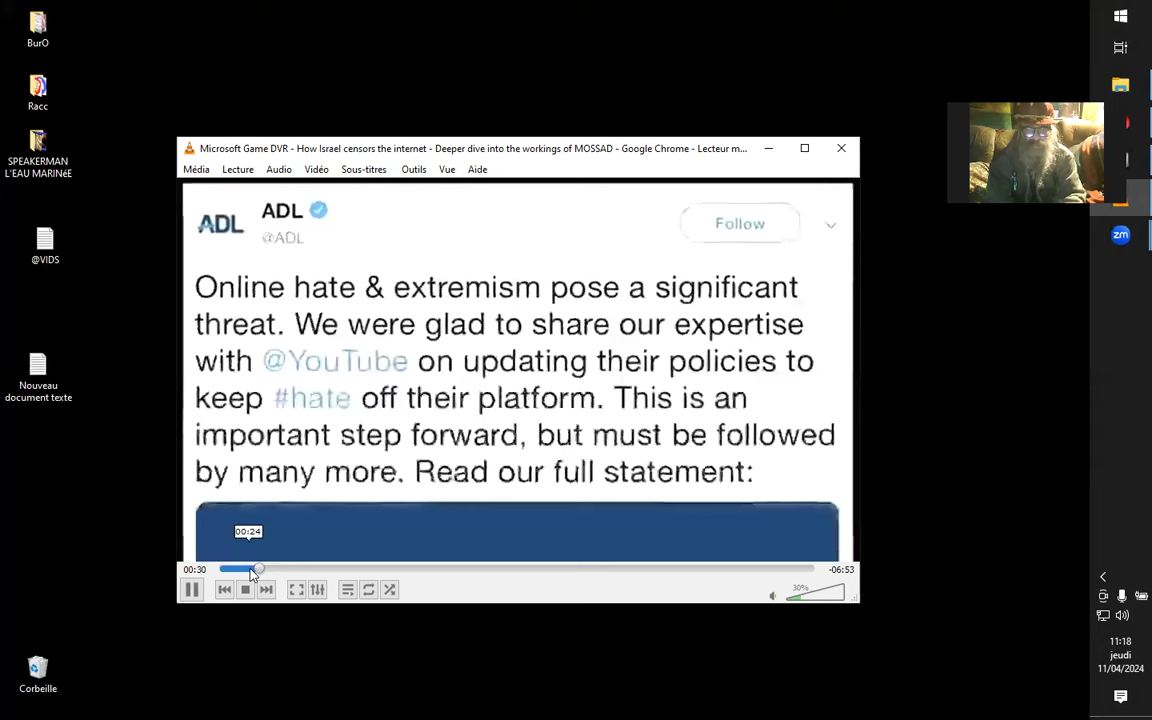 BurO
Racc
SPEAKERMAN
L'EAU MARINéE
@VIDS
Nouveau
document texte
Corbeille
Microsoft Game DVR - How Israel censors the internet - Deeper dive into the workings of MOSSAD - Google Chrome - Lecteur m...
Média Lecture Audio Vidéo Sous-titres Outils Vue Aide
ADL
ADL
@ADL
Follow
Online hate & extremism pose a significant
threat. We were glad to share our expertise
with @YouTube on updating their policies to
keep #hate off their platform. This is an
important step forward, but must be followed
by many more. Read our full statement:
00:24
00:30
-06:53
30%
zm
11:18
jeudi
11/04/2024